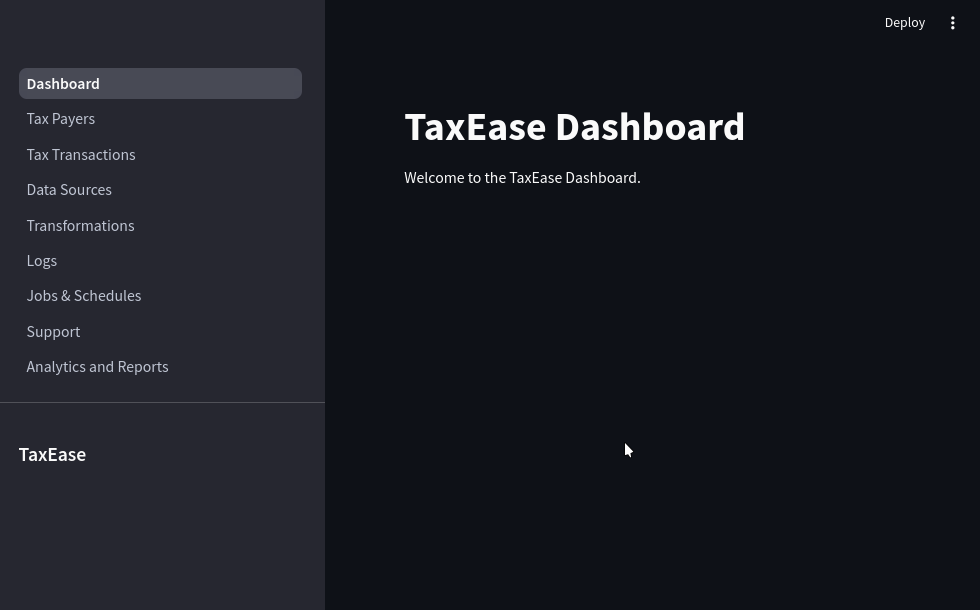 Deploy
Dashboard
Tax Payers
Tax Transactions
Data Sources
Transformations
Logs
Jobs & Schedules
Support
Analytics and Reports
TaxEase
TaxEase Dashboard
Welcome to the TaxEase Dashboard.